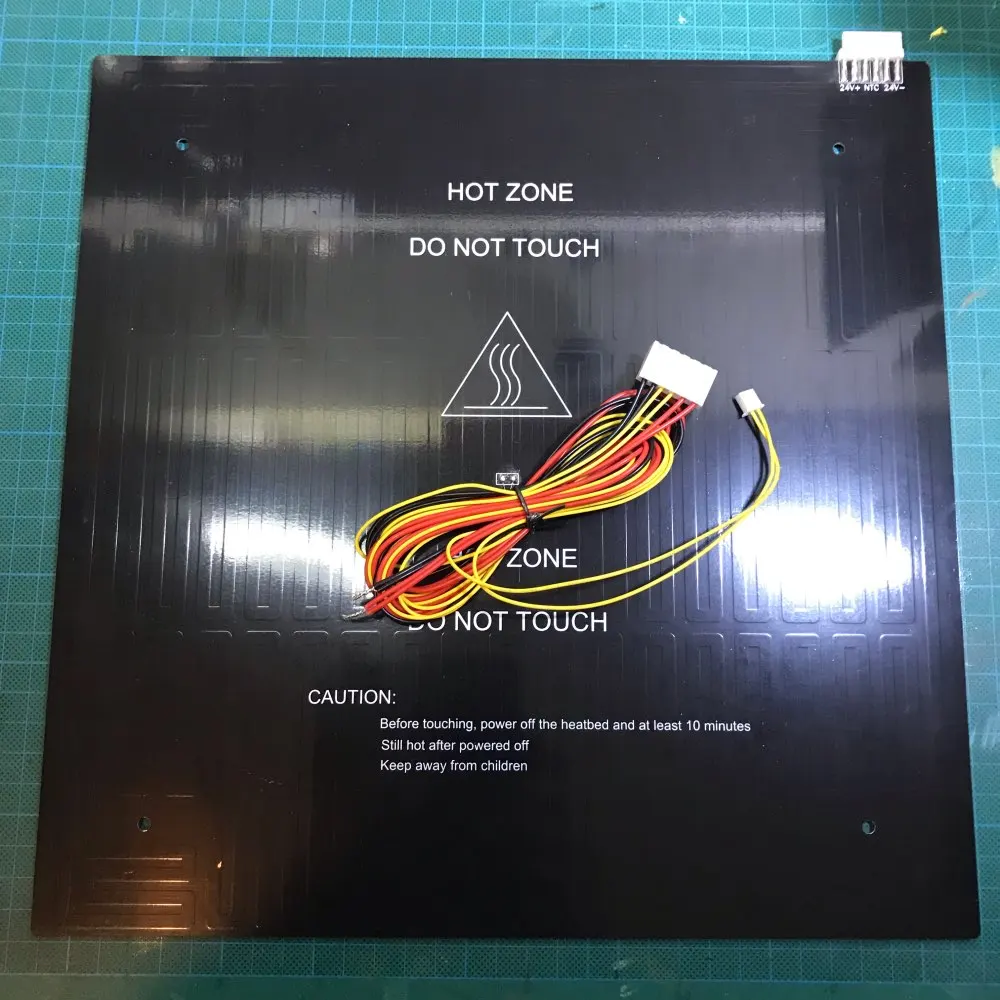 24V+ NTC 24V-
HOT ZONE
DO NOT TOUCH
ZONE
DO NOT TOUCH
CAUTION:
Before touching, power off the heatbed and at least 10 minutes
Still hot after powered off
Keep away from children